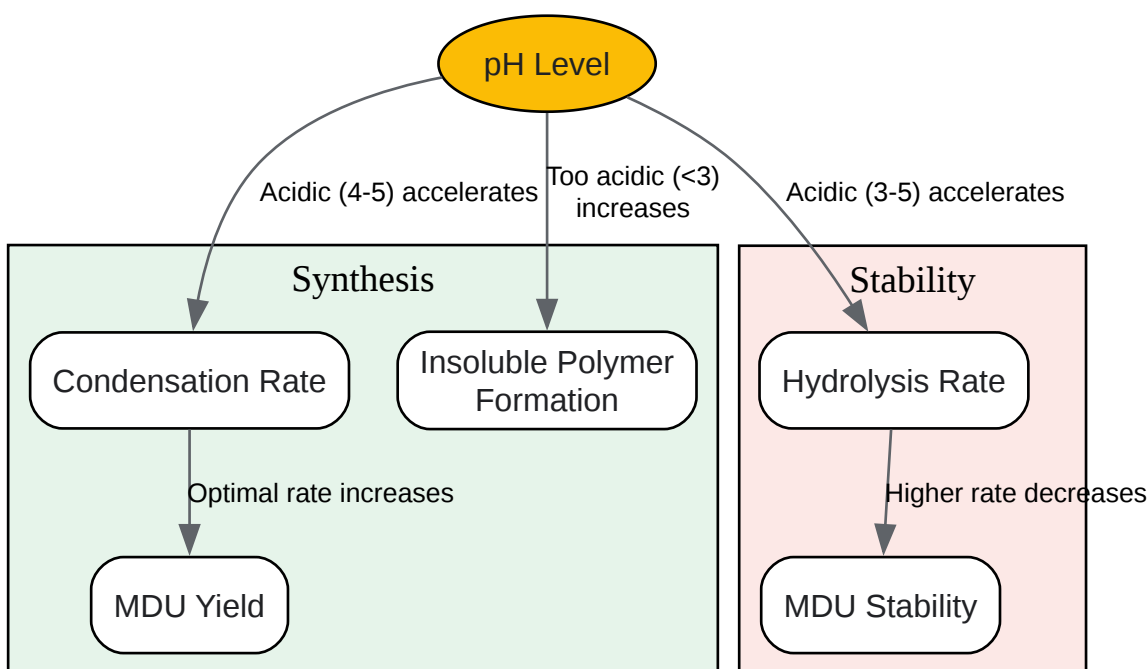 pH Level
Acidic (4-5) accelerates
Too acidic (<3)
increases
Acidic (3-5) accelerates
Synthesis
Stability
Condensation Rate
Insoluble Polymer
Formation
Hydrolysis Rate
Optimal rate increases
Higher rate decreases
MDU Yield
MDU Stability